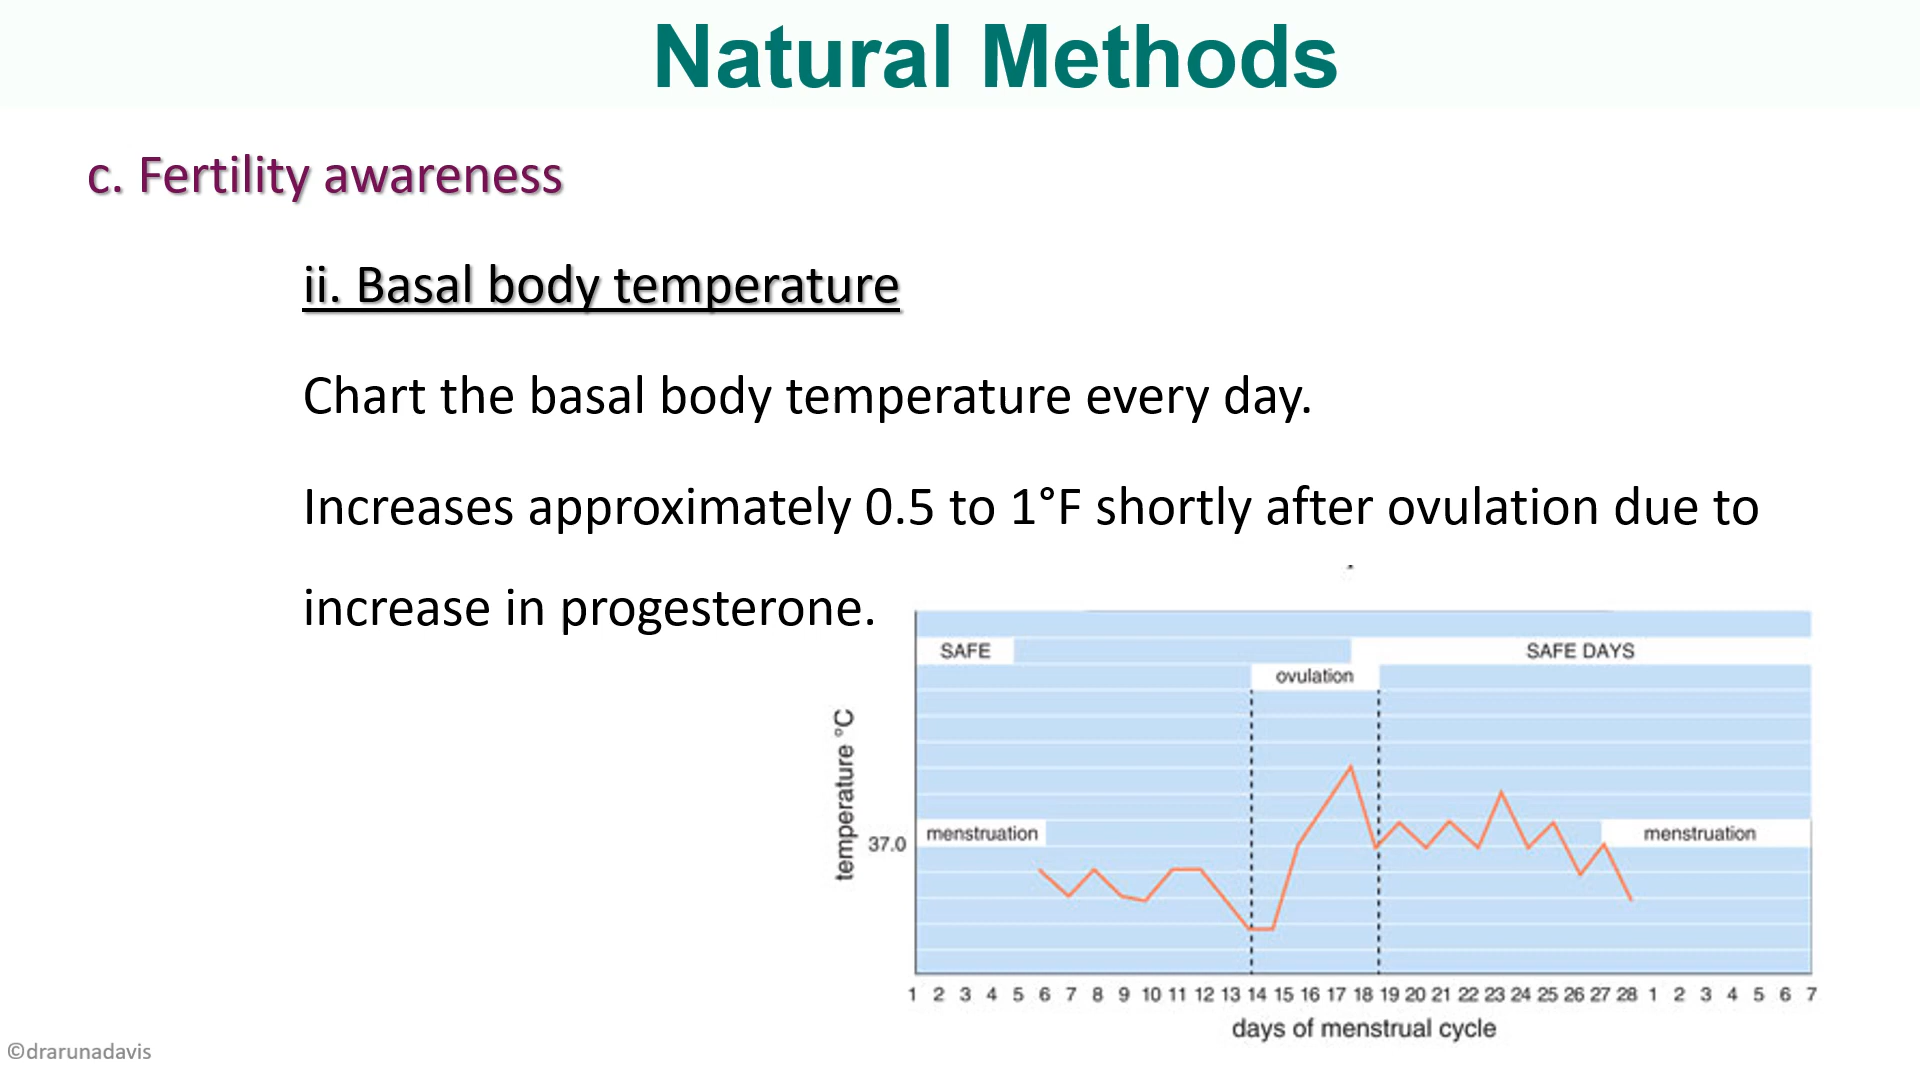 Natural Methods
c. Fertility awareness
ii. Basal body temperature
Chart the basal body temperature every day.
Increases approximately 0.5 to 1°F shortly after ovulation due to
increase in progesterone.
SAFE
SAFE DAYS
ovulation
temperature °C
menstruation
menstruation
37.0
1 2 3 4 5 6 7 8 9 10 11 12 13 14 15 16 17 18 19 20 21 22 23 24 25 26 27 28 1 2 3 4 5 6 7
days of menstrual cycle
©drarunadavis